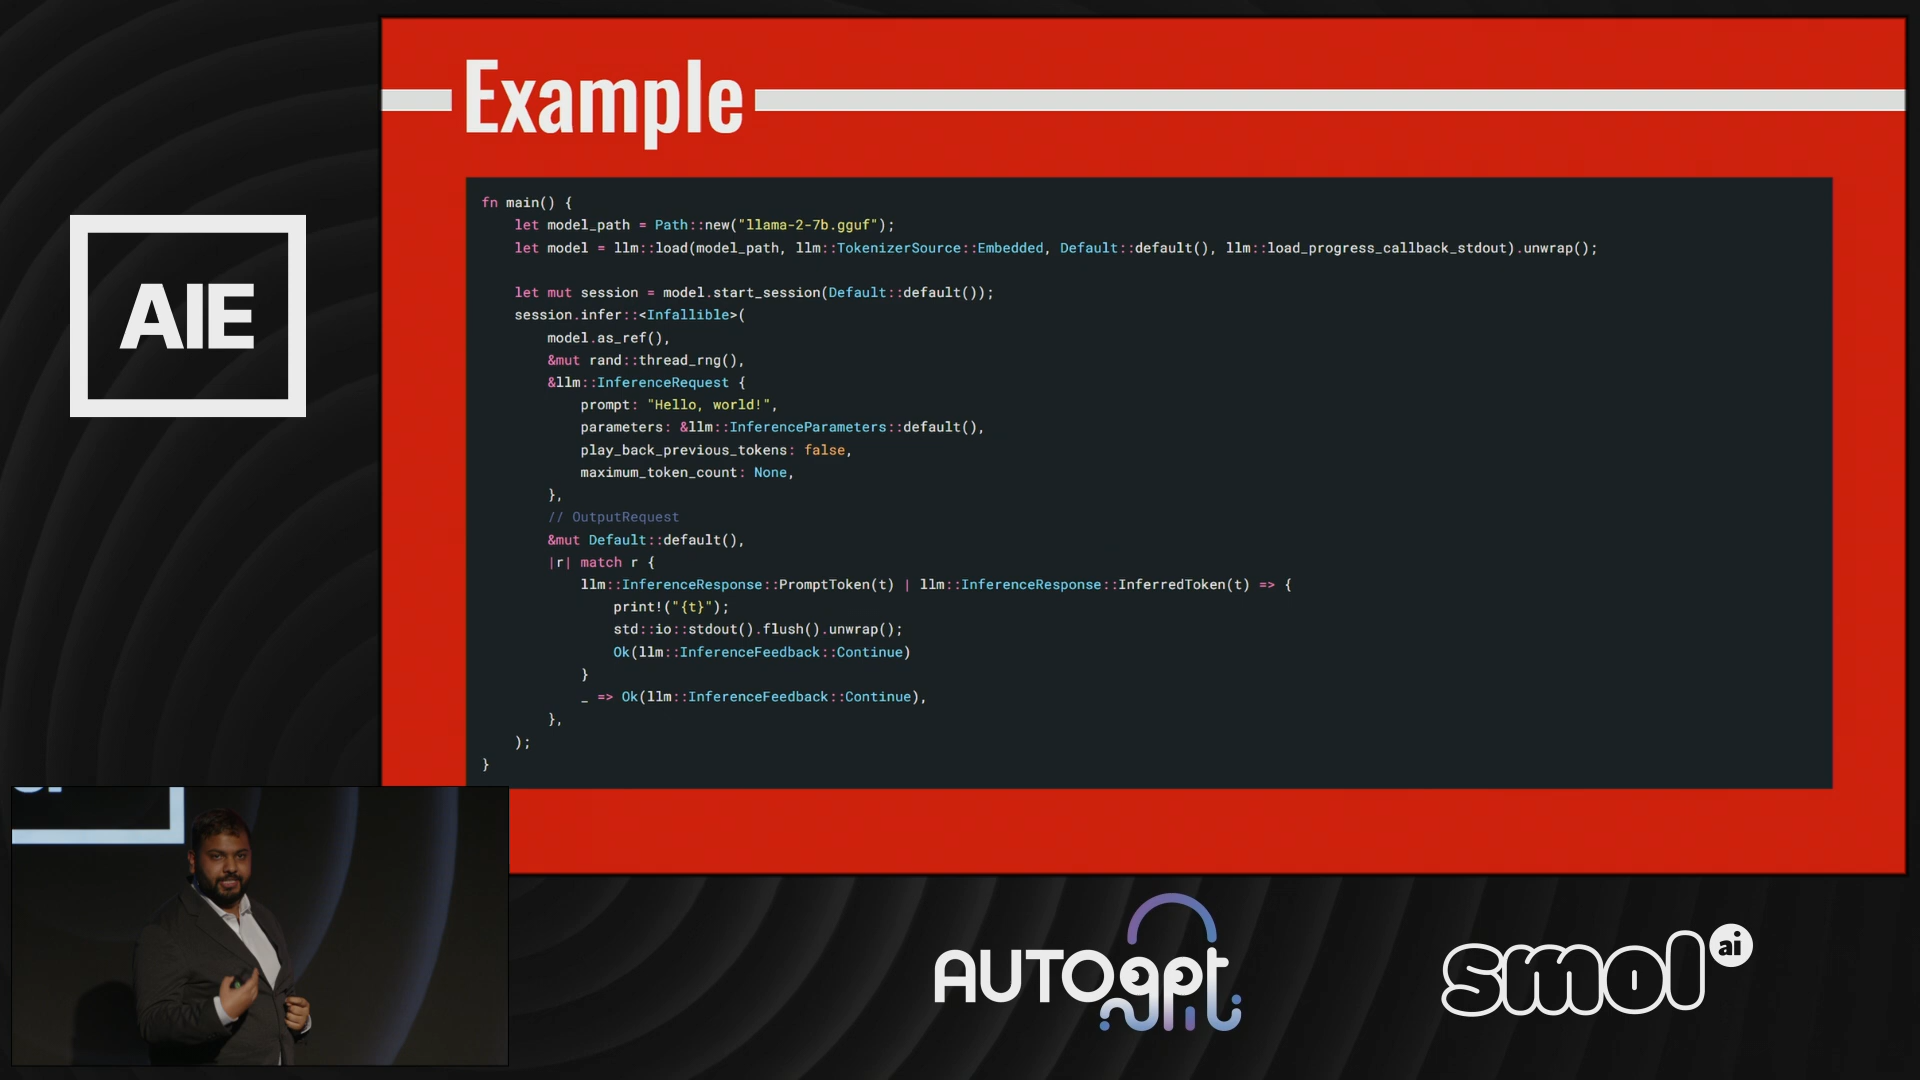 Example
AIE
fn main() {
    let model_path = Path::new("llama-2-7b.gguf");
    let model = llm::load(model_path, llm::TokenizerSource::Embedded, Default::default(), llm::load_progress_callback_stdout).unwrap();

    let mut session = model.start_session(Default::default());
    session.infer::<Infallible>(
        model.as_ref(),
        &mut rand::thread_rng(),
        &llm::InferenceRequest {
            prompt: "Hello, world!",
            parameters: &llm::InferenceParameters::default(),
            play_back_previous_tokens: false,
            maximum_token_count: None,
        },
        // OutputRequest
        &mut Default::default(),
        |r| match r {
            llm::InferenceResponse::PromptToken(t) | llm::InferenceResponse::InferredToken(t) => {
                print!("{t}");
                std::io::stdout().flush().unwrap();
                Ok(llm::InferenceFeedback::Continue)
            }
            _ => Ok(llm::InferenceFeedback::Continue),
        },
    );
}
AUTOgpt
smol ai